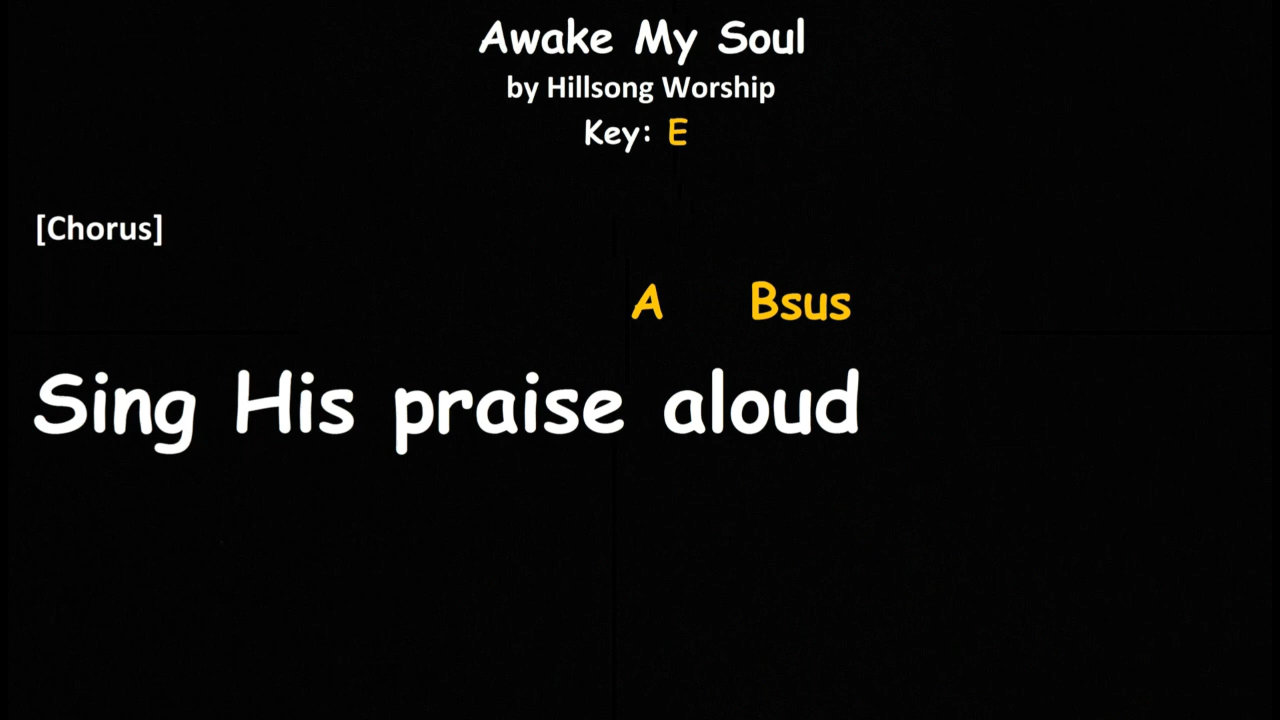 Awake My Soul
by Hillsong Worship
Key: E
[Chorus]
A Bsus
Sing His praise aloud